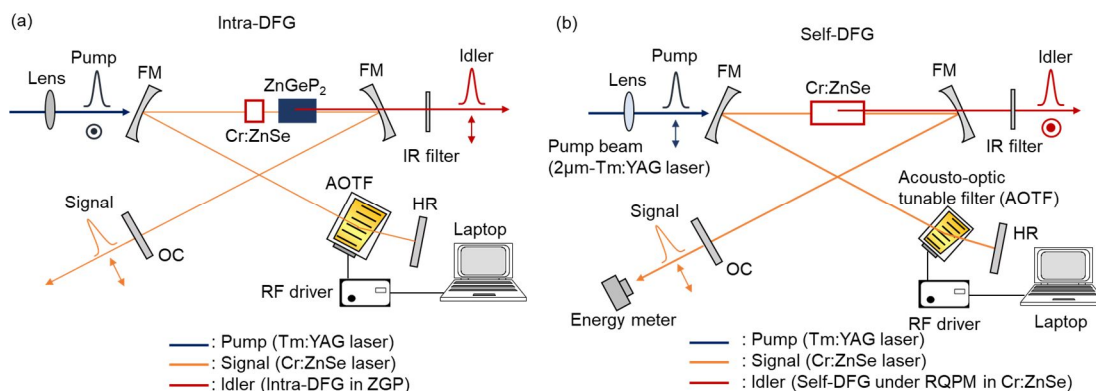 (a)
Intra-DFG
Pump
Lens
FM
ZnGeP₂
FM
Idler
Cr:ZnSe
IR filter
Signal
AOTF
HR
Laptop
OC
RF driver
: Pump (Tm:YAG laser)
: Signal (Cr:ZnSe laser)
: Idler (Intra-DFG in ZGP)
(b)
Self-DFG
Pump
Lens
FM
Cr:ZnSe
FM
Idler
Pump beam
(2μm-Tm:YAG laser)
IR filter
Acousto-optic
tunable filter (AOTF)
Signal
HR
OC
Energy meter
RF driver
Laptop
: Pump (Tm:YAG laser)
: Signal (Cr:ZnSe laser)
: Idler (Self-DFG under RQPM in Cr:ZnSe)